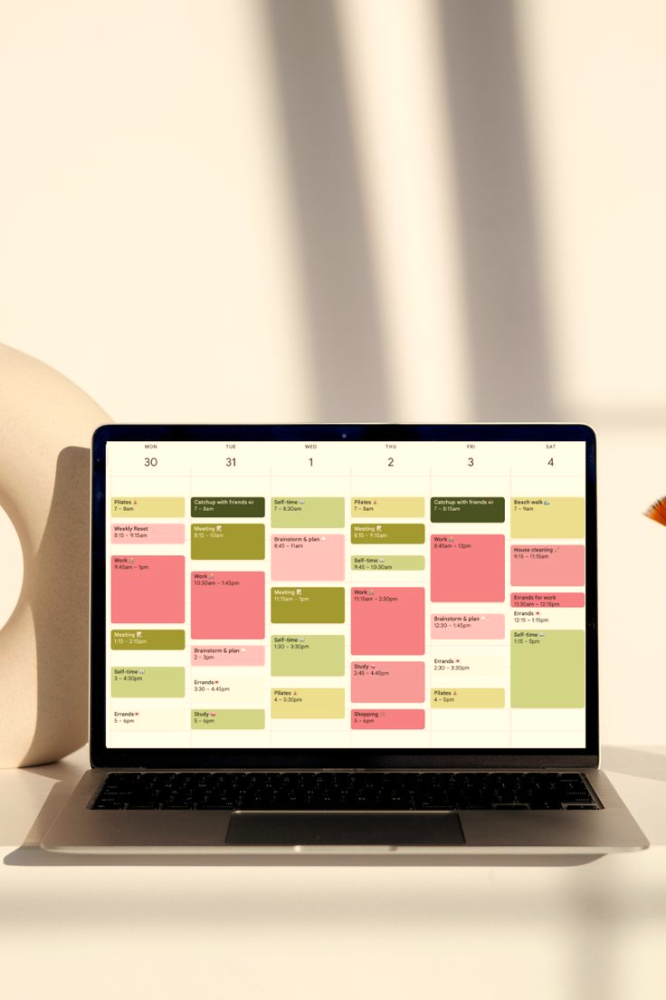 MON
30
Pilates
7 – 8am
Weekly Reset
8:15 – 9:15am
Work
9:45am – 1pm
Meeting
1:15 – 2:15pm
Self-time
3 – 4:30pm
Errands
5 – 6pm
TUE
31
Catchup with friends
7 – 8am
Meeting
8:15 – 10am
Work
10:30am – 1:45pm
Brainstorm & plan
2 – 3pm
Errands
3:30 – 4:45pm
Study
5 – 6pm
WED
1
Self-time
7 – 8:30am
Brainstorm & plan
8:45 – 11am
Meeting
11:15am – 1pm
Self-time
1:30 – 3:30pm
Pilates
4 – 5:30pm
THU
2
Pilates
7 – 8am
Meeting
8:15 – 9:15am
Self-time
9:45 – 10:30am
Work
11:15am – 2:30pm
Study
2:45 – 4:45pm
Shopping
5 – 6pm
FRI
3
Catchup with friends
7 – 8:15am
Work
8:45am – 12pm
Brainstorm & plan
12:30 – 1:45pm
Errands
2:30 – 3:30pm
Pilates
4 – 5pm
SAT
4
Beach walk
7 – 9am
House cleaning
9:15 – 11:15am
Errands for work
11:30am – 12:15pm
Errands
12:15 – 1:15pm
Self-time
1:15 – 5pm